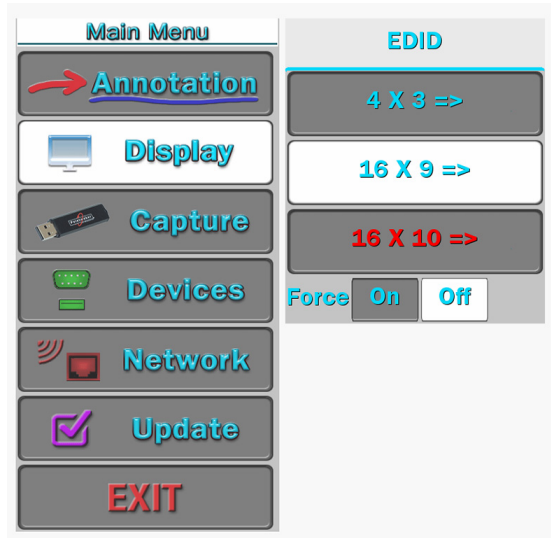 Main Menu
Annotation
Display
Capture
Devices
Network
Update
EXIT
EDID
4 X 3 =>
16 X 9 =>
16 X 10 =>
Force On Off